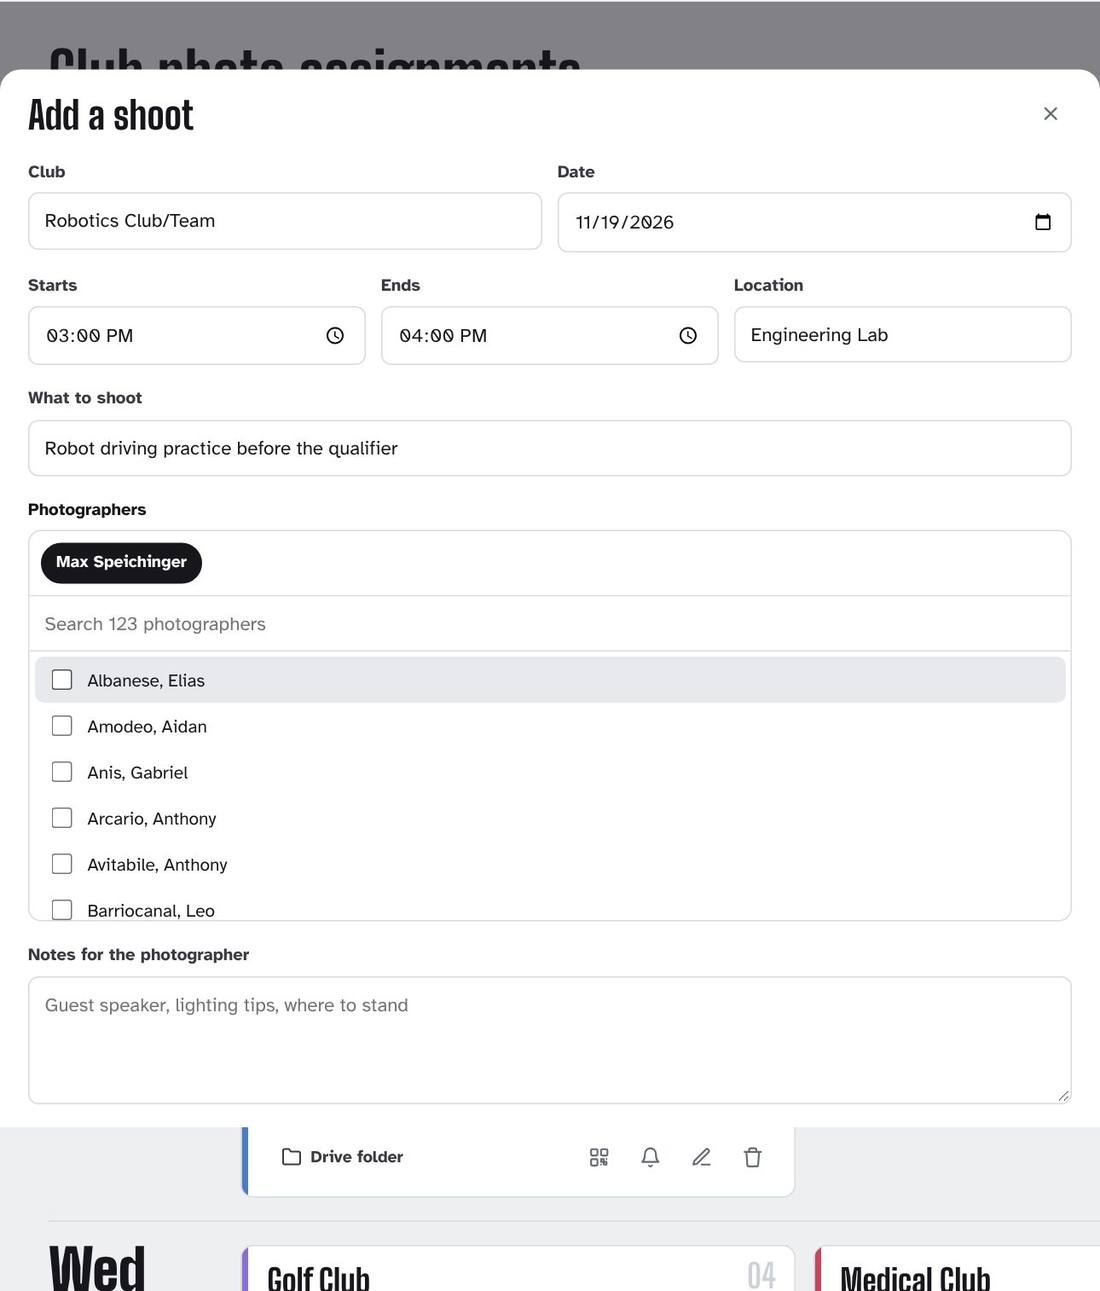 Club photo assignments
Add a shoot
Club
Date
Robotics Club/Team
11/19/2026
Starts
Ends
Location
03:00 PM
04:00 PM
Engineering Lab
What to shoot
Robot driving practice before the qualifier
Photographers
Max Speichinger
Search 123 photographers
Albanese, Elias
Amodeo, Aidan
Anis, Gabriel
Arcario, Anthony
Avitabile, Anthony
Barriocanal, Leo
Notes for the photographer
Guest speaker, lighting tips, where to stand
Drive folder
Wed
Golf Club
04
Medical Club